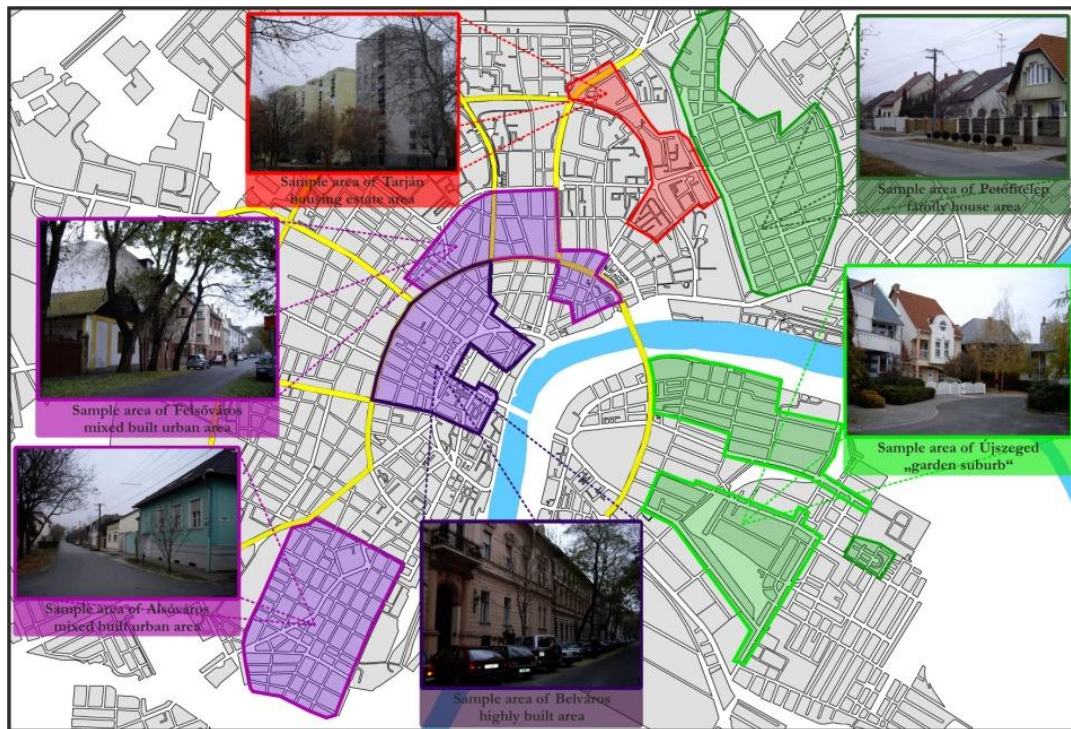 Sample area of Tarján
housing estate area
Sample area of Petőfitelep
family house area
Sample area of Felsőváros
mixed built urban area
Sample area of Újszeged
„garden suburb“
Sample area of Alsóváros
mixed built urban area
Sample area of Belváros
highly built area